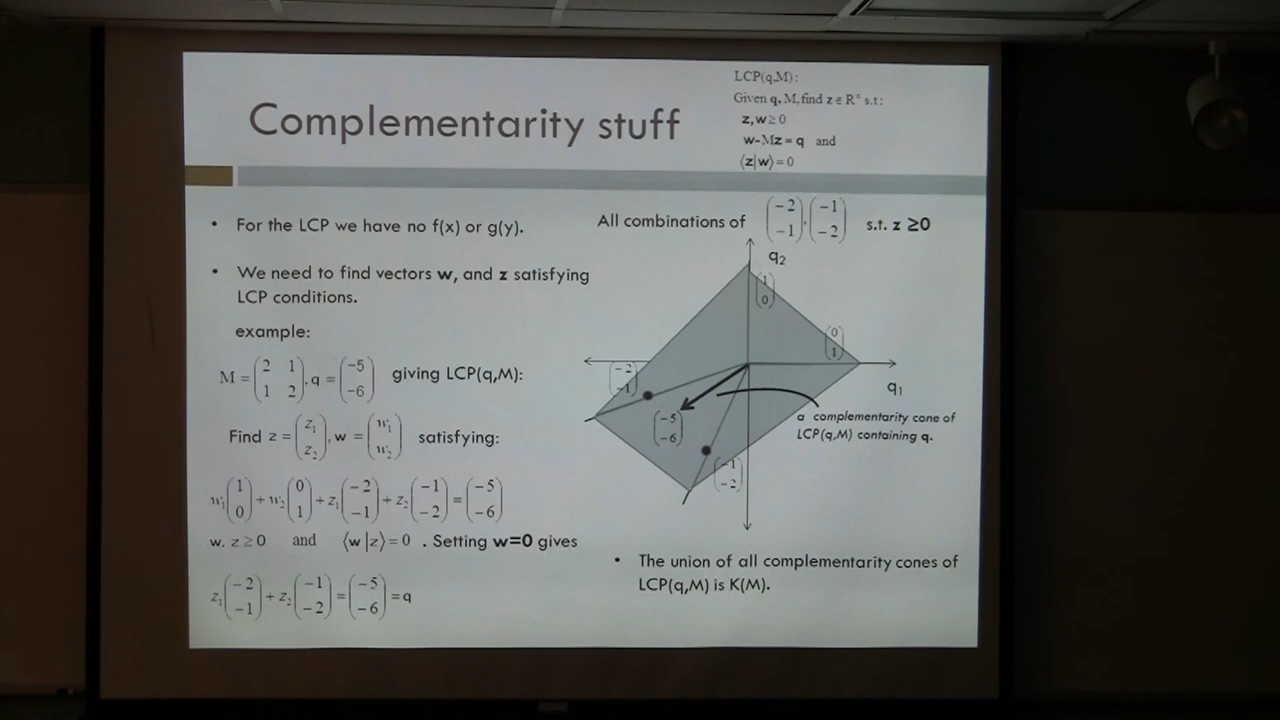 LCP(q,M):
Given q, M, find z ∈ Rⁿ s.t:
z, w ≥ 0
w-Mz = q and
⟨z|w⟩ = 0
Complementarity stuff
• For the LCP we have no f(x) or g(y).
• We need to find vectors w, and z satisfying
LCP conditions.
example:
M = (2 1; 1 2), q = (-5; -6) giving LCP(q,M):
Find z = (z₁; z₂), w = (w₁; w₂) satisfying:
w₁(1; 0) + w₂(0; 1) + z₁(-2; -1) + z₂(-1; -2) = (-5; -6)
w, z ≥ 0 and ⟨w|z⟩ = 0 . Setting w=0 gives
z₁(-2; -1) + z₂(-1; -2) = (-5; -6) = q
All combinations of (-2; -1), (-1; -2) s.t. z ≥0
q₂
(1; 0)
(0; 1)
(-2; -1)
q₁
(-5; -6)
a complementarity cone of
LCP(q,M) containing q.
(-1; -2)
• The union of all complementarity cones of
LCP(q,M) is K(M).